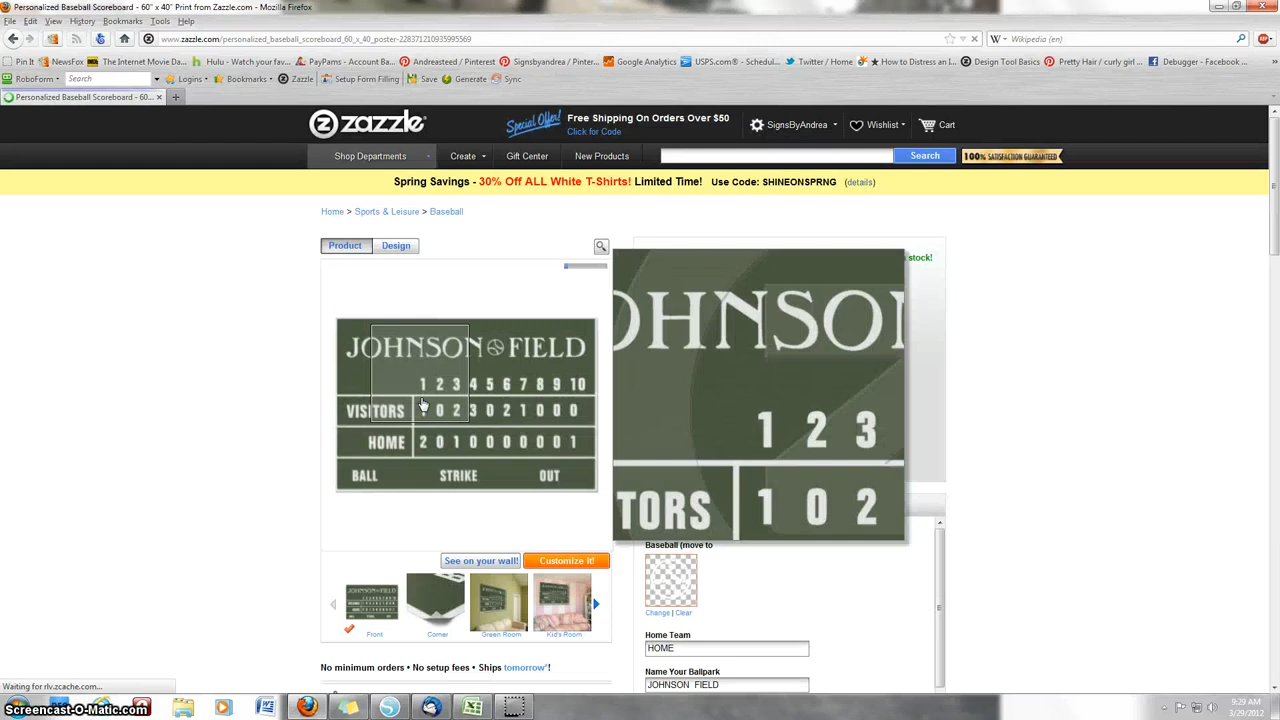 Personalized Baseball Scoreboard - 60" x 40" Print from Zazzle.com - Mozilla Firefox
File Edit View History Bookmarks Tools Help
www.zazzle.com/personalized_baseball_scoreboard_60_x_40_poster-228371210935995569
Wikipedia (en)
Pin It NewsFox The Internet Movie Da... Hulu - Watch your fav... PayPams - Account Ba... Andreasteed / Pinterest Signsbyandrea / Pinter... Google Analytics USPS.com® - Schedul... Twitter / Home How to Distress an I... Design Tool Basics Pretty Hair / curly girl ... Debugger - Facebook ...
RoboForm Search Logins Bookmarks Zazzle Setup Form Filling Save Generate Sync
Personalized Baseball Scoreboard - 60...
zazzle
Special Offer!
Free Shipping On Orders Over $50
Click for Code
SignsByAndrea Wishlist Cart
Shop Departments Create Gift Center New Products Search 100% SATISFACTION GUARANTEED
Spring Savings - 30% Off ALL White T-Shirts! Limited Time! Use Code: SHINEONSPRNG (details)
Home > Sports & Leisure > Baseball
Product Design
stock!
JOHNSON FIELD
1 2 3 4 5 6 7 8 9 10
VISITORS 1 0 2 3 0 2 1 0 0 0
HOME 2 0 1 0 0 0 0 0 0 1
BALL STRIKE OUT
JOHNSON
1 2 3
TORS 1 0 2
See on your wall! Customize it!
Front Corner Green Room Kid's Room
No minimum orders • No setup fees • Ships tomorrow*!
Baseball (move to
Change | Clear
Home Team
HOME
Name Your Ballpark
JOHNSON FIELD
Waiting for rlv.zcache.com...
Screencast-O-Matic.com
9:29 AM
3/29/2012